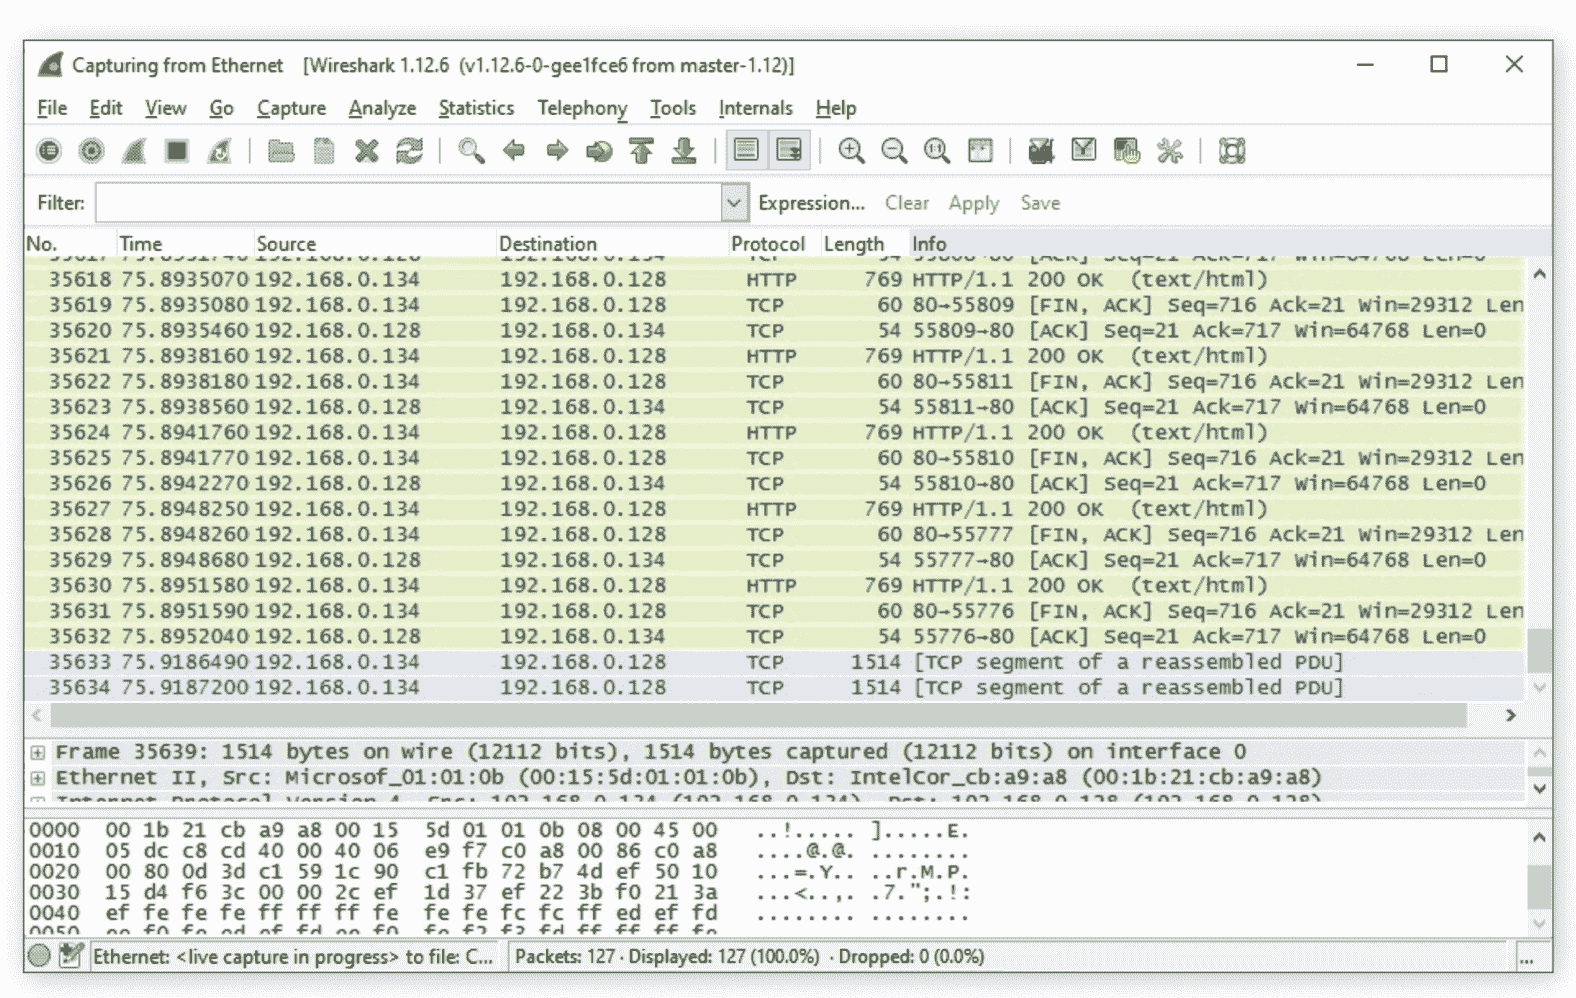 Capturing from Ethernet [Wireshark 1.12.6 (v1.12.6-0-gee1fce6 from master-1.12)]
File Edit View Go Capture Analyze Statistics Telephony Tools Internals Help
Filter: Expression... Clear Apply Save
No. Time Source Destination Protocol Length Info
35618 75.8935070 192.168.0.134 192.168.0.128 HTTP 769 HTTP/1.1 200 OK (text/html)
35619 75.8935080 192.168.0.134 192.168.0.128 TCP 60 80→55809 [FIN, ACK] Seq=716 Ack=21 Win=29312 Len
35620 75.8935460 192.168.0.128 192.168.0.134 TCP 54 55809→80 [ACK] Seq=21 Ack=717 Win=64768 Len=0
35621 75.8938160 192.168.0.134 192.168.0.128 HTTP 769 HTTP/1.1 200 OK (text/html)
35622 75.8938180 192.168.0.134 192.168.0.128 TCP 60 80→55811 [FIN, ACK] Seq=716 Ack=21 Win=29312 Len
35623 75.8938560 192.168.0.128 192.168.0.134 TCP 54 55811→80 [ACK] Seq=21 Ack=717 Win=64768 Len=0
35624 75.8941760 192.168.0.134 192.168.0.128 HTTP 769 HTTP/1.1 200 OK (text/html)
35625 75.8941770 192.168.0.134 192.168.0.128 TCP 60 80→55810 [FIN, ACK] Seq=716 Ack=21 Win=29312 Len
35626 75.8942270 192.168.0.128 192.168.0.134 TCP 54 55810→80 [ACK] Seq=21 Ack=717 Win=64768 Len=0
35627 75.8948250 192.168.0.134 192.168.0.128 HTTP 769 HTTP/1.1 200 OK (text/html)
35628 75.8948260 192.168.0.134 192.168.0.128 TCP 60 80→55777 [FIN, ACK] Seq=716 Ack=21 Win=29312 Len
35629 75.8948680 192.168.0.128 192.168.0.134 TCP 54 55777→80 [ACK] Seq=21 Ack=717 Win=64768 Len=0
35630 75.8951580 192.168.0.134 192.168.0.128 HTTP 769 HTTP/1.1 200 OK (text/html)
35631 75.8951590 192.168.0.134 192.168.0.128 TCP 60 80→55776 [FIN, ACK] Seq=716 Ack=21 Win=29312 Len
35632 75.8952040 192.168.0.128 192.168.0.134 TCP 54 55776→80 [ACK] Seq=21 Ack=717 Win=64768 Len=0
35633 75.9186490 192.168.0.134 192.168.0.128 TCP 1514 [TCP segment of a reassembled PDU]
35634 75.9187200 192.168.0.134 192.168.0.128 TCP 1514 [TCP segment of a reassembled PDU]
Frame 35639: 1514 bytes on wire (12112 bits), 1514 bytes captured (12112 bits) on interface 0
Ethernet II, Src: Microsof_01:01:0b (00:15:5d:01:01:0b), Dst: IntelCor_cb:a9:a8 (00:1b:21:cb:a9:a8)
Internet Protocol Version 4, Src: 192.168.0.134 (192.168.0.134), Dst: 192.168.0.128 (192.168.0.128)
0000 00 1b 21 cb a9 a8 00 15 5d 01 01 0b 08 00 45 00 ..!..... ].....E.
0010 05 dc c8 cd 40 00 40 06 e9 f7 c0 a8 00 86 c0 a8 ....@.@. ........
0020 00 80 0d 3d c1 59 1c 90 c1 fb 72 b7 4d ef 50 10 ...=.Y.. ..r.M.P.
0030 15 d4 f6 3c 00 00 2c ef 1d 37 ef 22 3b f0 21 3a ...<..,. .7.";.!:
0040 ef fe fe fe ff ff ff fe fe fe fc fc ff ed ef fd ........ ........
Ethernet: <live capture in progress> to file: C... Packets: 127 · Displayed: 127 (100.0%) · Dropped: 0 (0.0%) ...